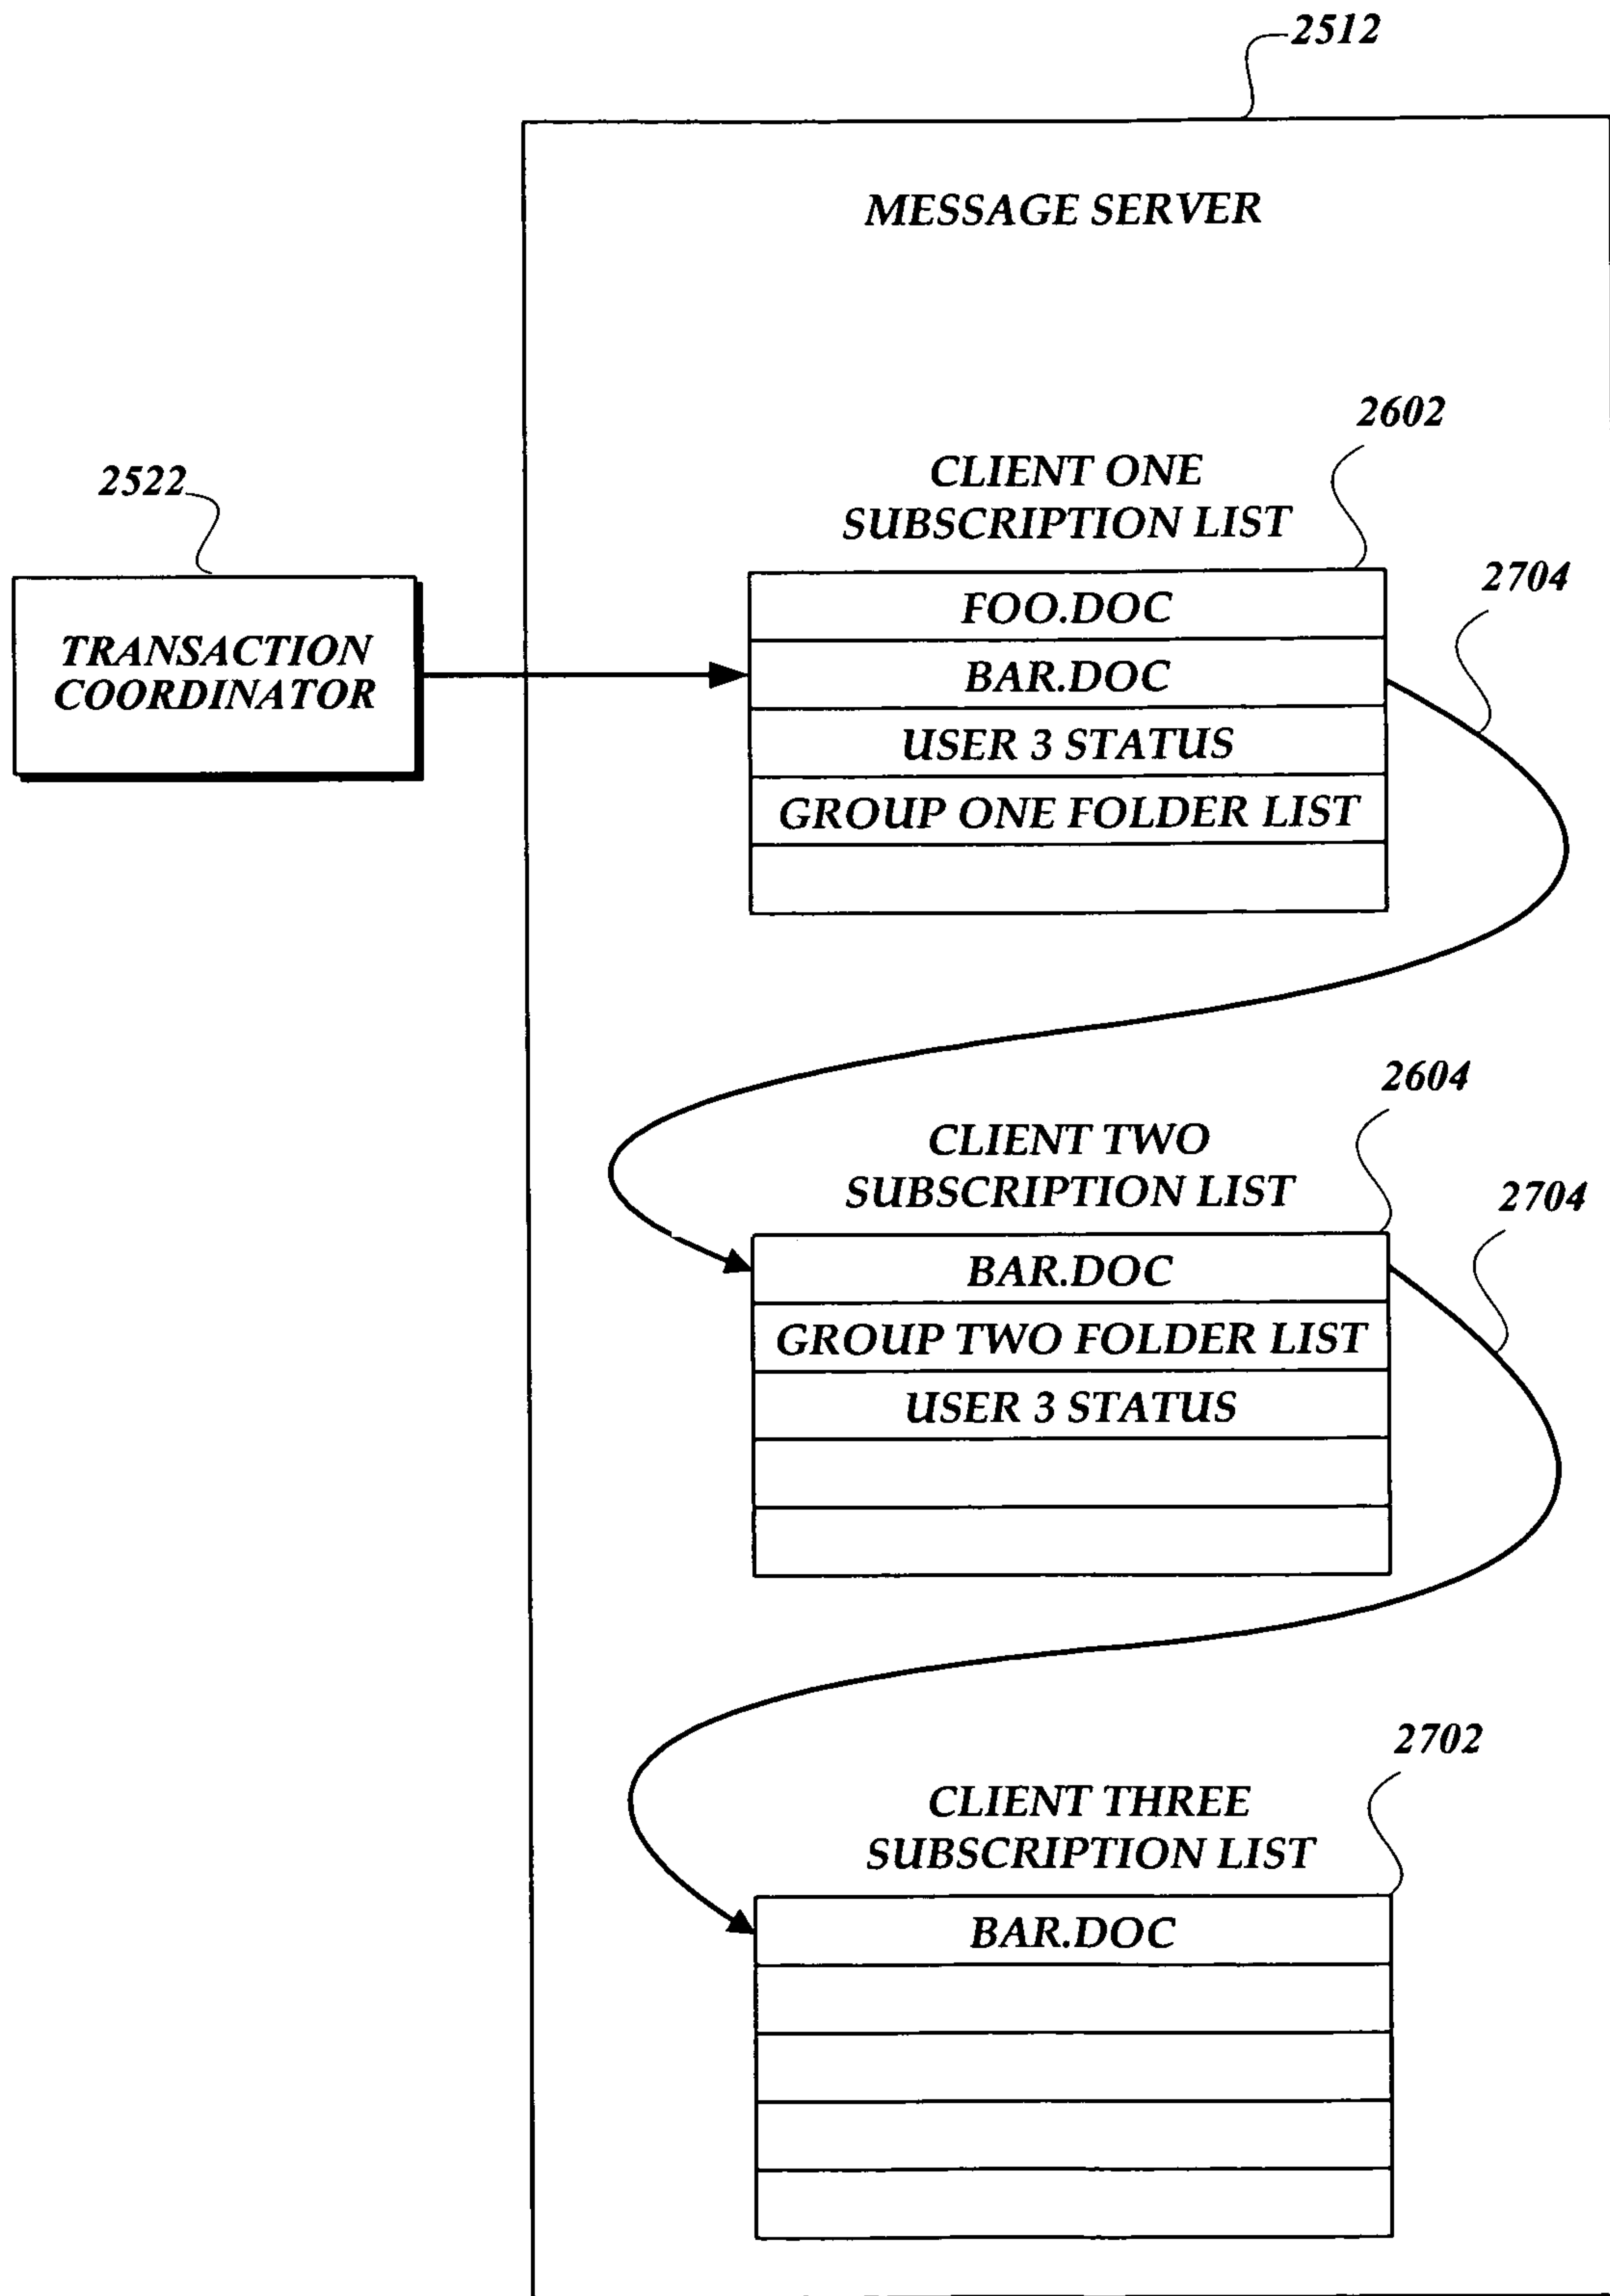 2512
MESSAGE SERVER
2602
CLIENT ONE
SUBSCRIPTION LIST
2522
2704
FOO.DOC
TRANSACTION
COORDINATOR
BAR.DOC
USER 3 STATUS
GROUP ONE FOLDER LIST
2604
CLIENT TWO
SUBSCRIPTION LIST
2704
BAR.DOC
GROUP TWO FOLDER LIST
USER 3 STATUS
2702
CLIENT THREE
SUBSCRIPTION LIST
BAR.DOC